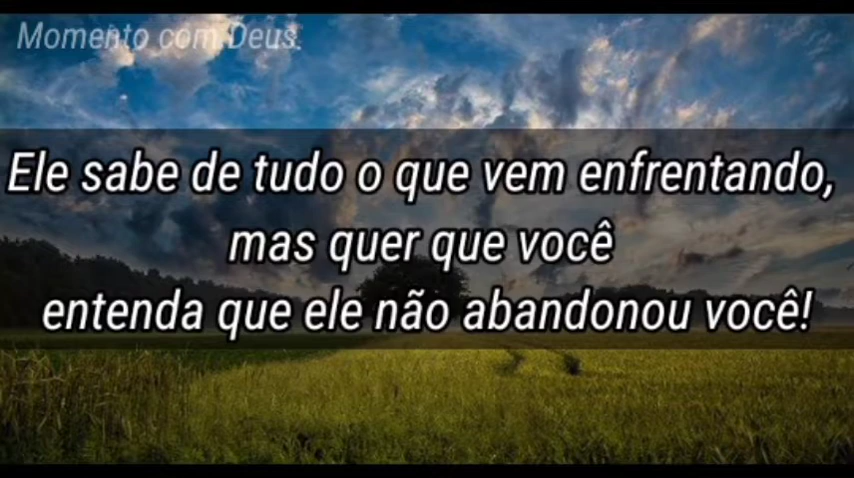 Momento com Deus.
Ele sabe de tudo o que vem enfrentando,
mas quer que você
entenda que ele não abandonou você!